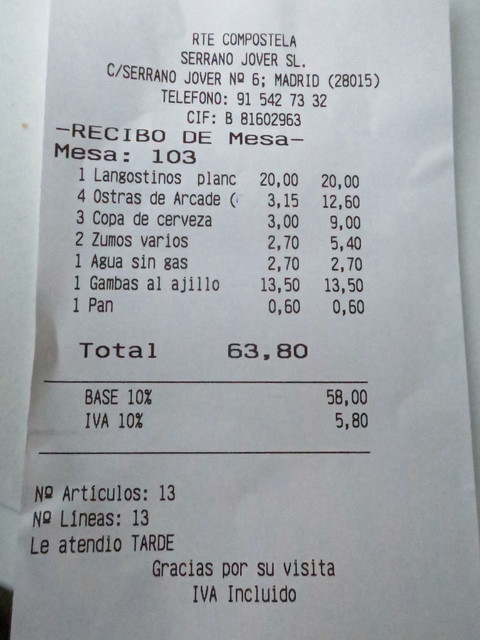 RTE COMPOSTELA
SERRANO JOVER SL.
C/SERRANO JOVER Nº 6; MADRID (28015)
TELEFONO: 91 542 73 32
CIF: B 81602963
-RECIBO DE Mesa-
Mesa: 103
1 Langostinos planc 20,00 20,00
4 Ostras de Arcade ( 3,15 12,60
3 Copa de cerveza 3,00 9,00
2 Zumos varios 2,70 5,40
1 Agua sin gas 2,70 2,70
1 Gambas al ajillo 13,50 13,50
1 Pan 0,60 0,60
Total 63,80
BASE 10% 58,00
IVA 10% 5,80
Nº Artículos: 13
Nº Líneas: 13
Le atendio TARDE
Gracias por su visita
IVA Incluido